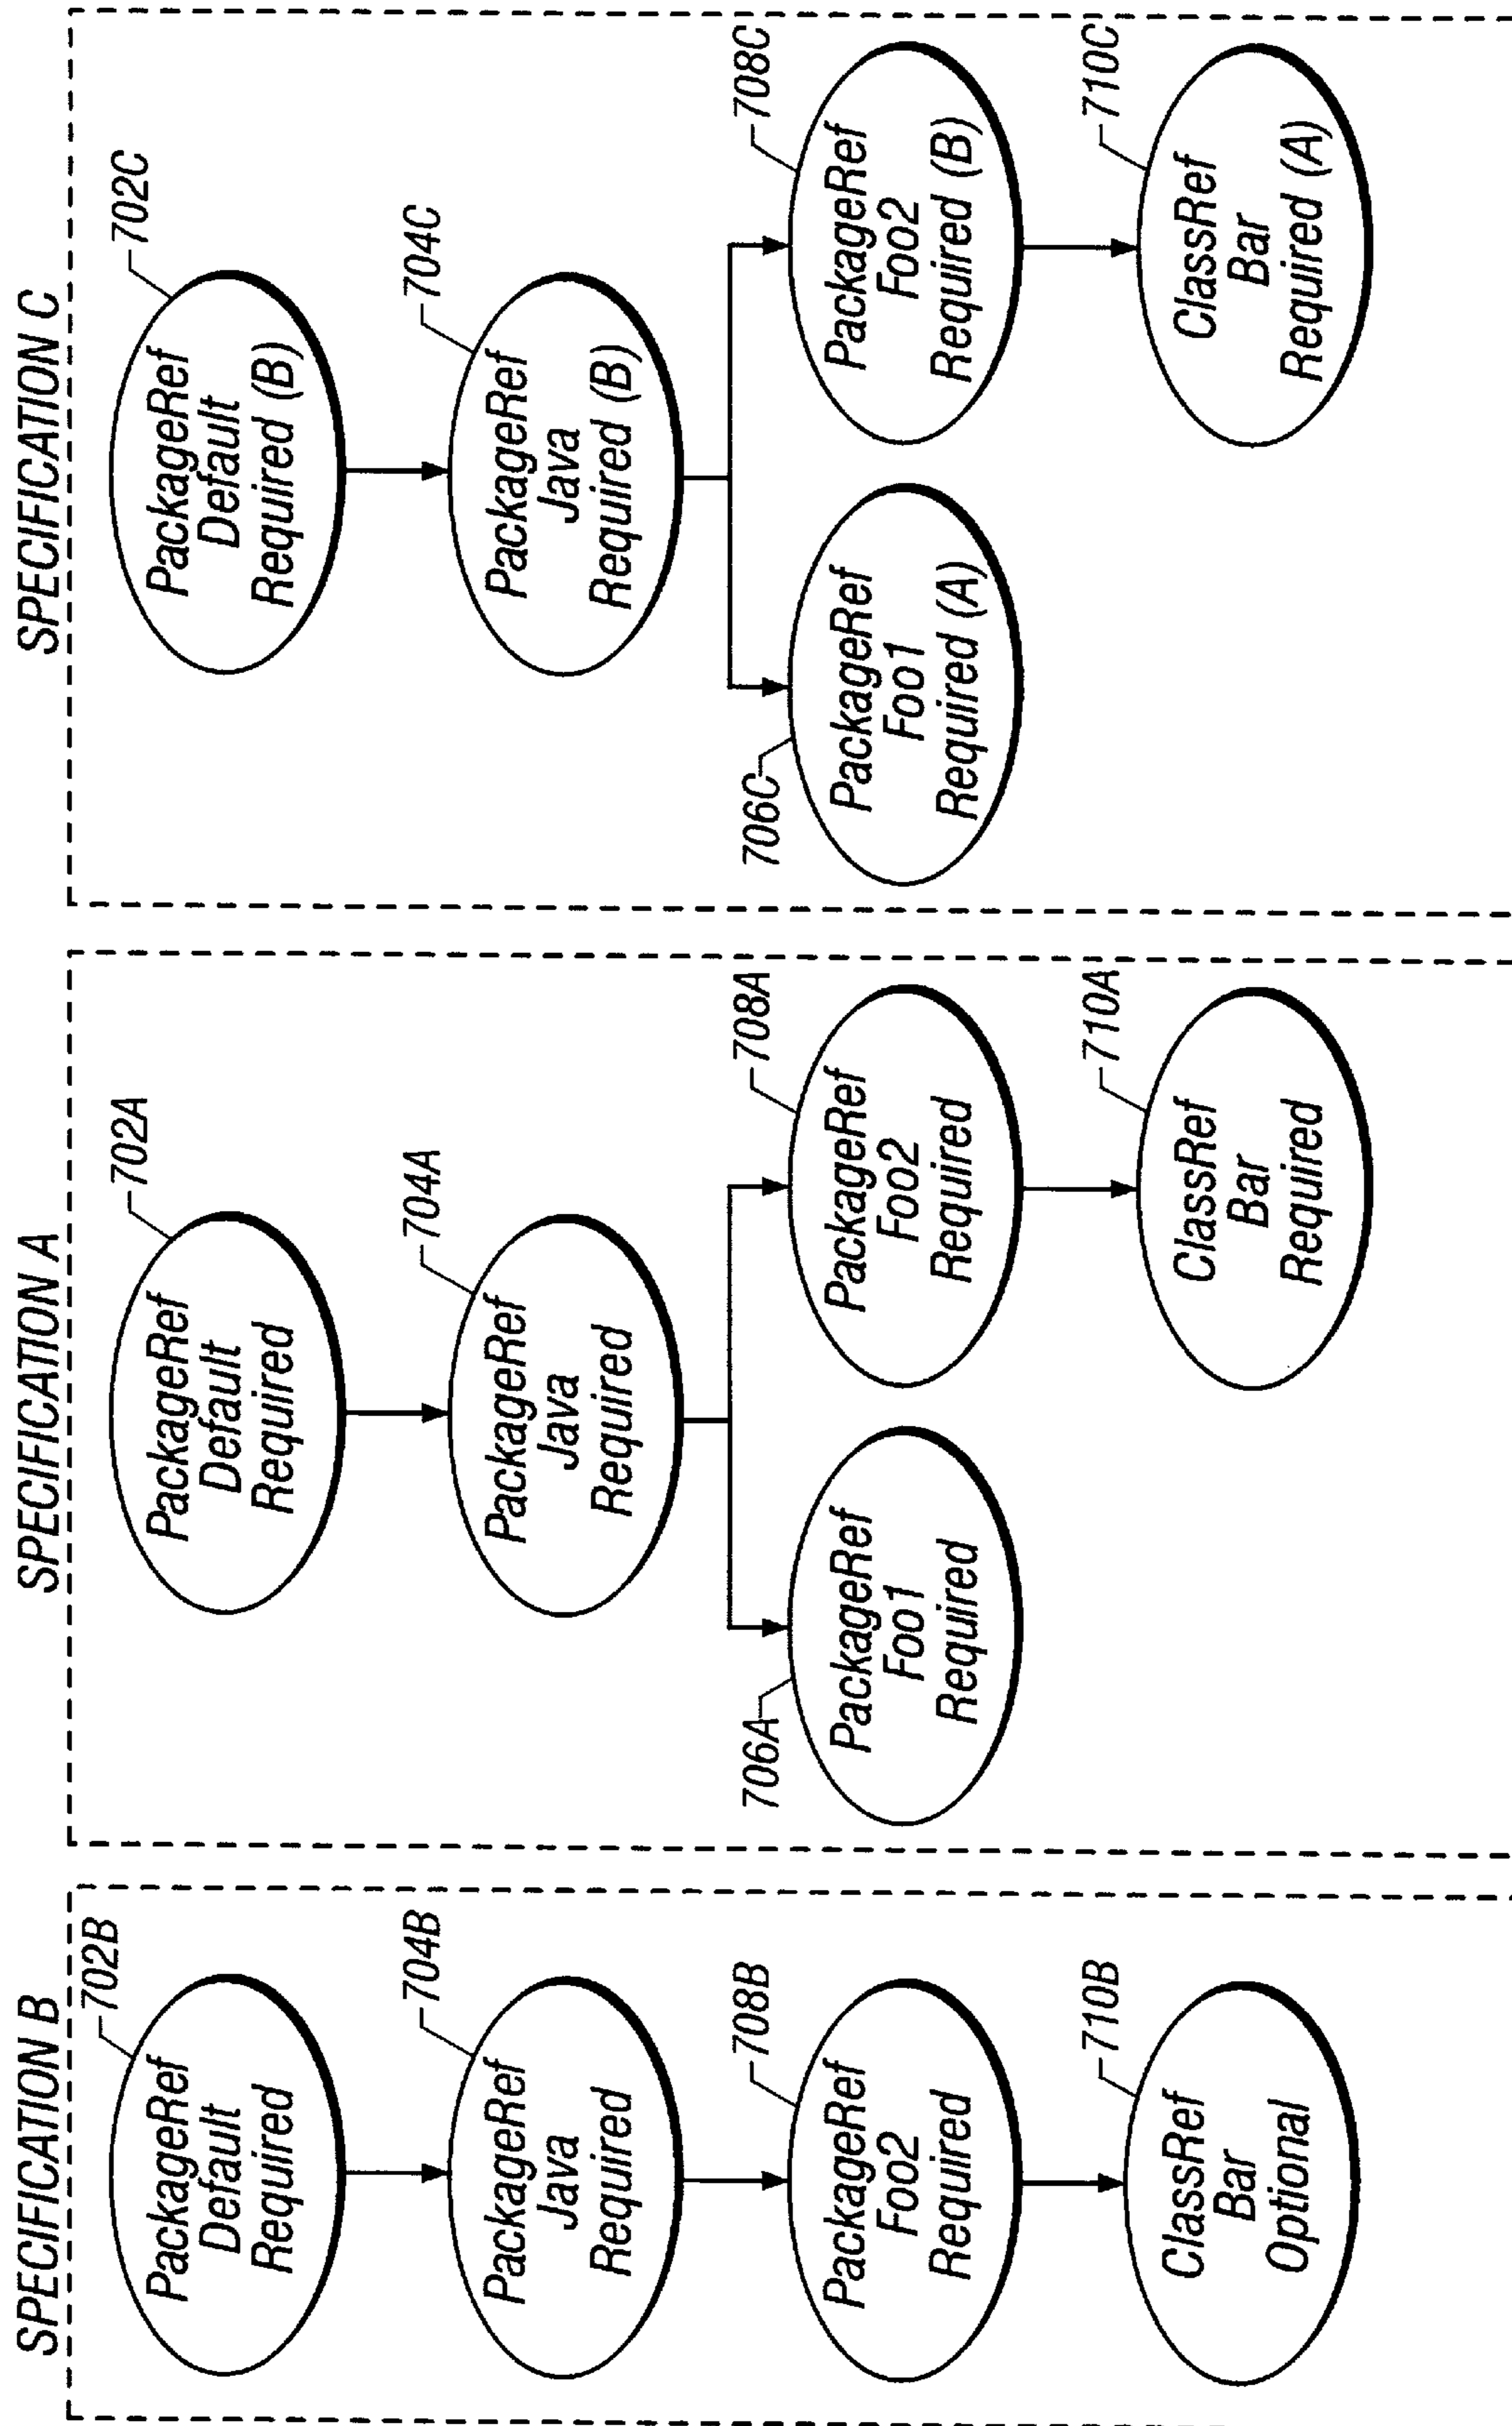 SPECIFICATION B
702B
PackageRef
Default
Required
704B
PackageRef
Java
Required
708B
PackageRef
Foo2
Required
710B
ClassRef
Bar
Optional
SPECIFICATION A
702A
PackageRef
Default
Required
704A
PackageRef
Java
Required
706A
PackageRef
Foo1
Required
708A
PackageRef
Foo2
Required
710A
ClassRef
Bar
Required
SPECIFICATION C
702C
PackageRef
Default
Required (B)
704C
PackageRef
Java
Required (B)
706C
PackageRef
Foo1
Required (A)
708C
PackageRef
Foo2
Required (B)
710C
ClassRef
Bar
Required (A)